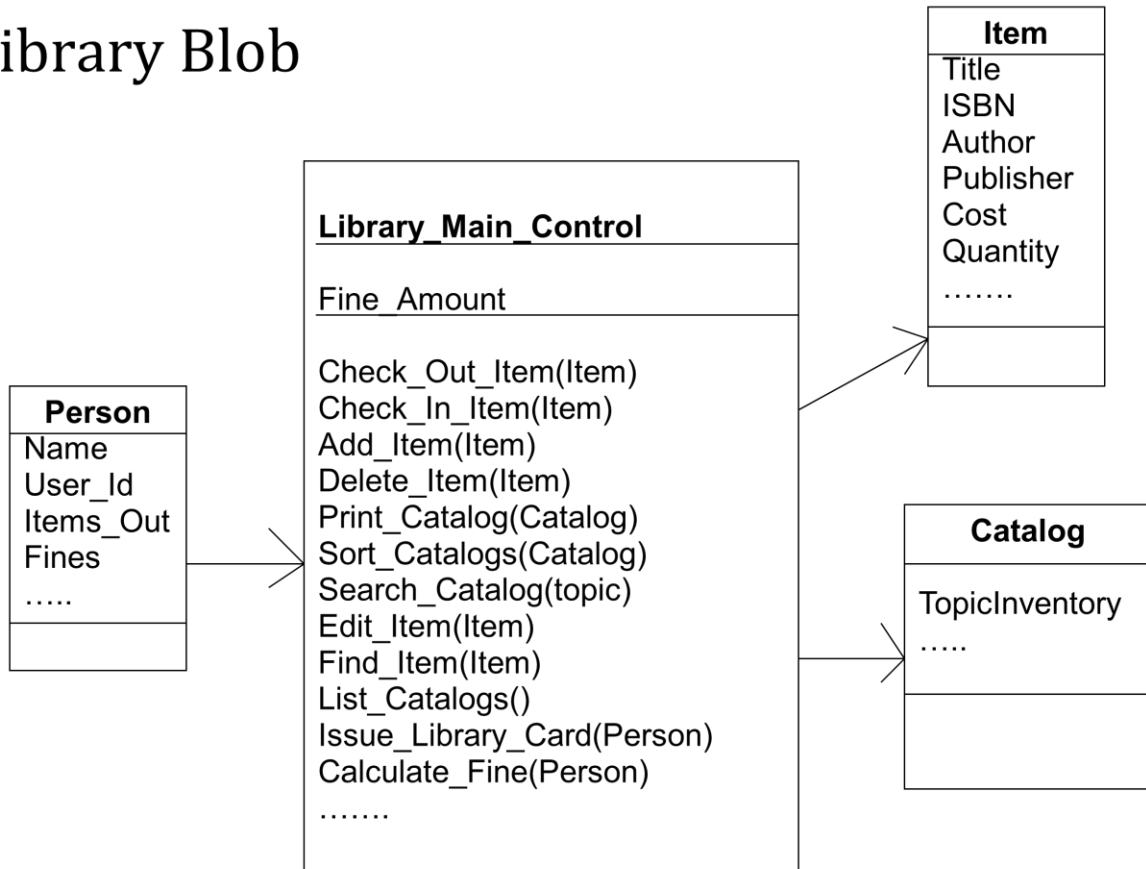 ibrary Blob
Item
Title
ISBN
Author
Publisher
Cost
Quantity
.......
Library_Main_Control
Fine_Amount
Check_Out_Item(Item)
Check_In_Item(Item)
Add_Item(Item)
Delete_Item(Item)
Print_Catalog(Catalog)
Sort_Catalogs(Catalog)
Search_Catalog(topic)
Edit_Item(Item)
Find_Item(Item)
List_Catalogs()
Issue_Library_Card(Person)
Calculate_Fine(Person)
.......
Person
Name
User_Id
Items_Out
Fines
.....
Catalog
TopicInventory
.....